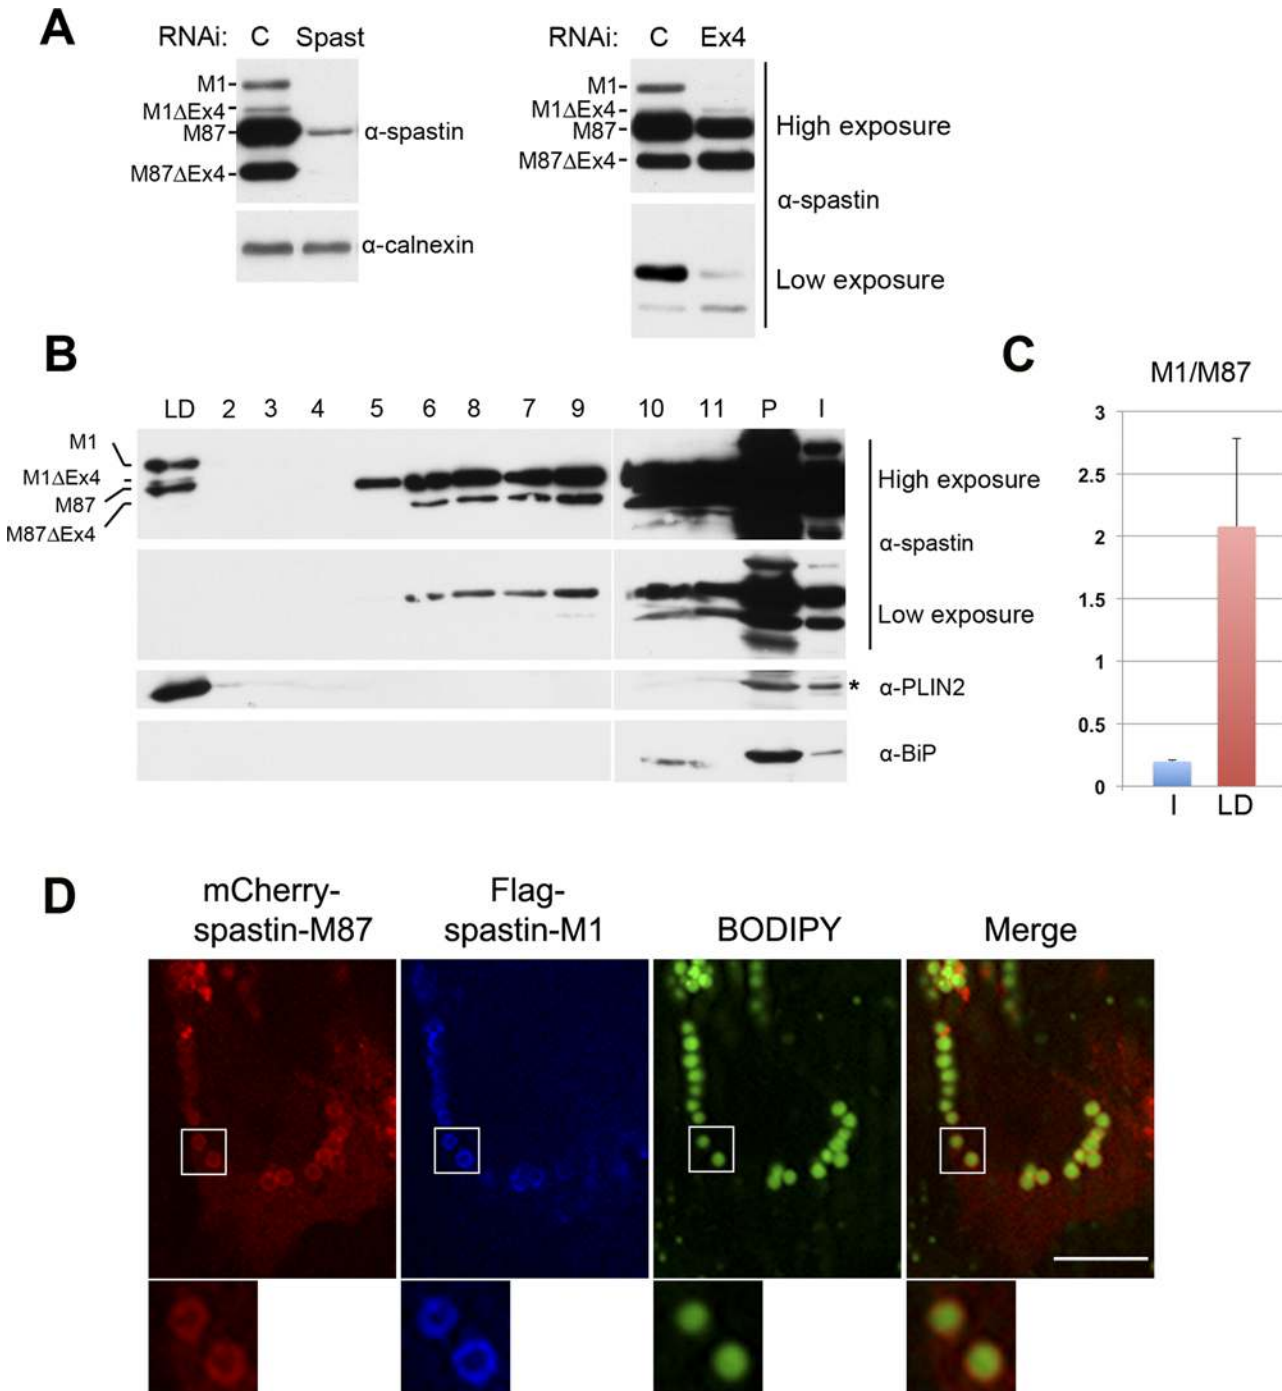 A
RNAi: C Spast
M1
M1ΔEx4
M87
M87ΔEx4
α-spastin
α-calnexin
RNAi: C Ex4
M1
M1ΔEx4
M87
M87ΔEx4
High exposure
α-spastin
Low exposure
B
LD 2 3 4 5 6 8 7 9 10 11 P I
M1
M1ΔEx4
M87
M87ΔEx4
High exposure
α-spastin
Low exposure
* α-PLIN2
α-BiP
C
M1/M87
3
2.5
2
1.5
1
0.5
0
I LD
D
mCherry-
spastin-M87
Flag-
spastin-M1
BODIPY
Merge